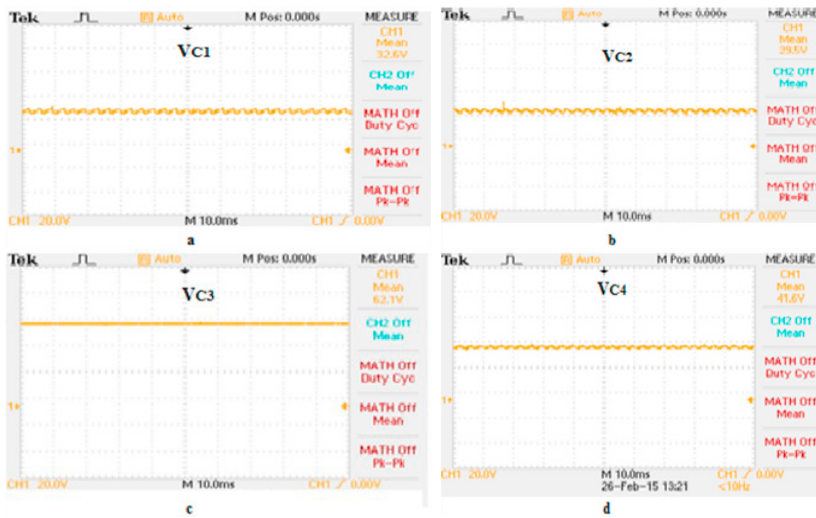 Tek Auto M Pos: 0.000s MEASURE
CH1
Mean
32.6V
VC1
CH2 Off
Mean
MATH Off
Duty Cyc
MATH Off
Mean
MATH Off
Pk-Pk
1
CH1 20.0V M 10.0ms CH1 / 0.00V
a
Tek Auto M Pos: 0.000s MEASURE
CH1
Mean
29.5V
VC2
CH2 Off
Mean
MATH Off
Duty Cyc
MATH Off
Mean
MATH Off
Pk-Pk
1
CH1 20.0V M 10.0ms CH1 / 0.00V
b
Tek Auto M Pos: 0.000s MEASURE
CH1
Mean
62.1V
VC3
CH2 Off
Mean
MATH Off
Duty Cyc
MATH Off
Mean
MATH Off
Pk-Pk
1
CH1 20.0V M 10.0ms CH1 / 0.00V
c
Tek Auto M Pos: 0.000s MEASURE
CH1
Mean
41.6V
VC4
CH2 Off
Mean
MATH Off
Duty Cyc
MATH Off
Mean
MATH Off
Pk-Pk
1
CH1 20.0V M 10.0ms CH1 / 0.00V
26-Feb-15 13:21 <10Hz
d